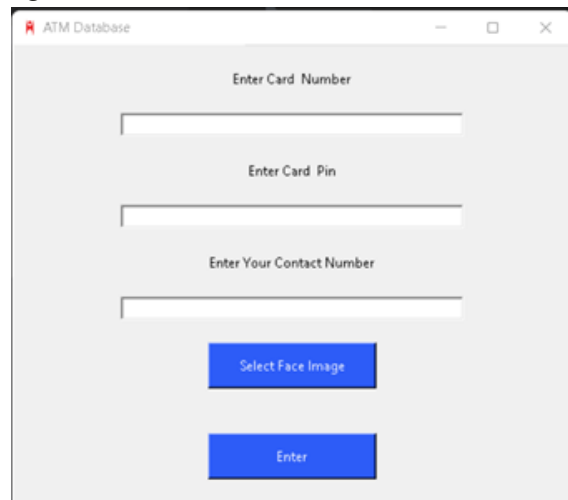 ATM Database
Enter Card Number
Enter Card Pin
Enter Your Contact Number
Select Face Image
Enter